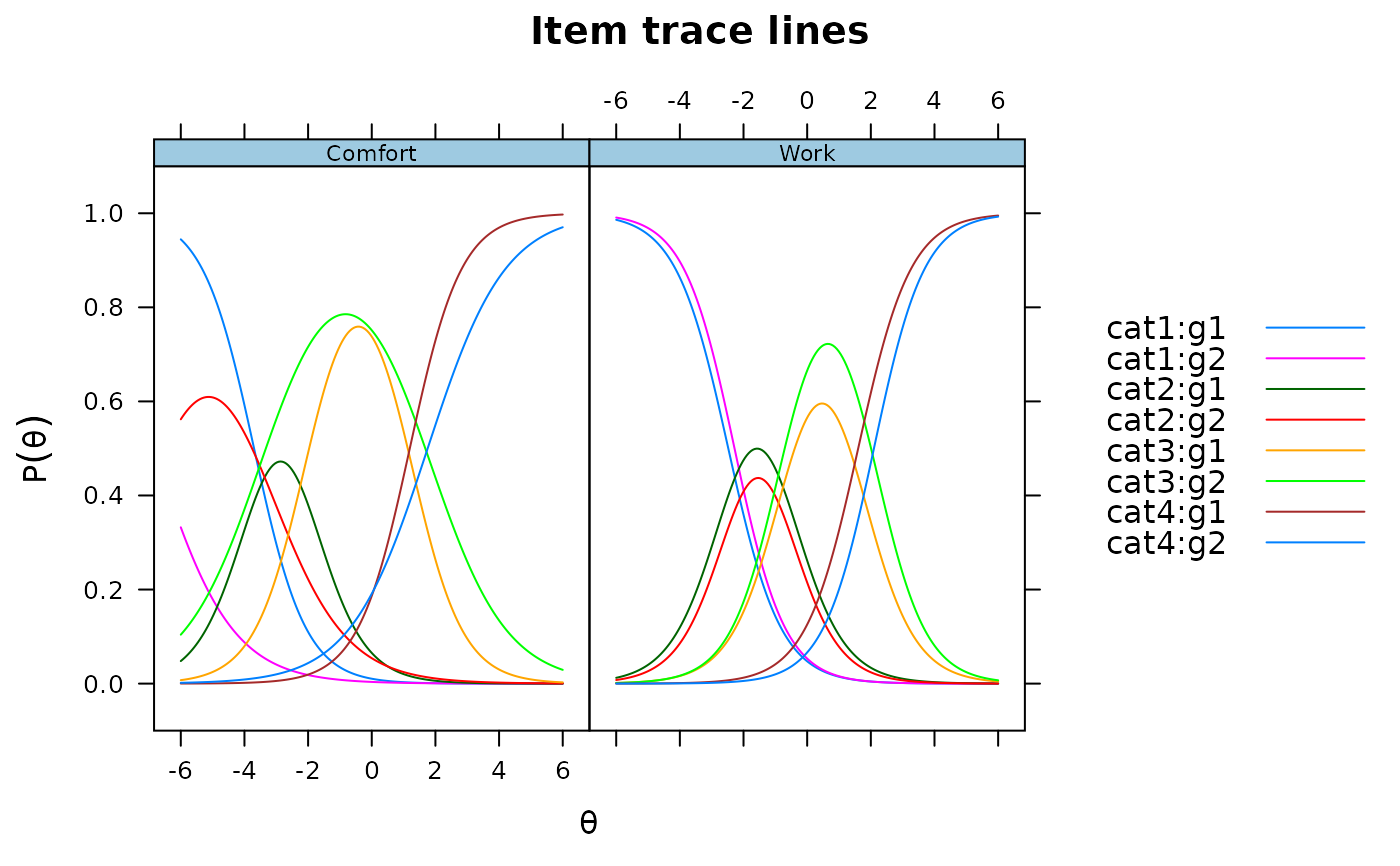 Item trace lines
-6 -4 -2 0 2 4 6
Comfort Work
1.0
0.8
0.6
0.4
0.2
0.0
P(θ)
-6 -4 -2 0 2 4 6
θ
cat1:g1
cat1:g2
cat2:g1
cat2:g2
cat3:g1
cat3:g2
cat4:g1
cat4:g2